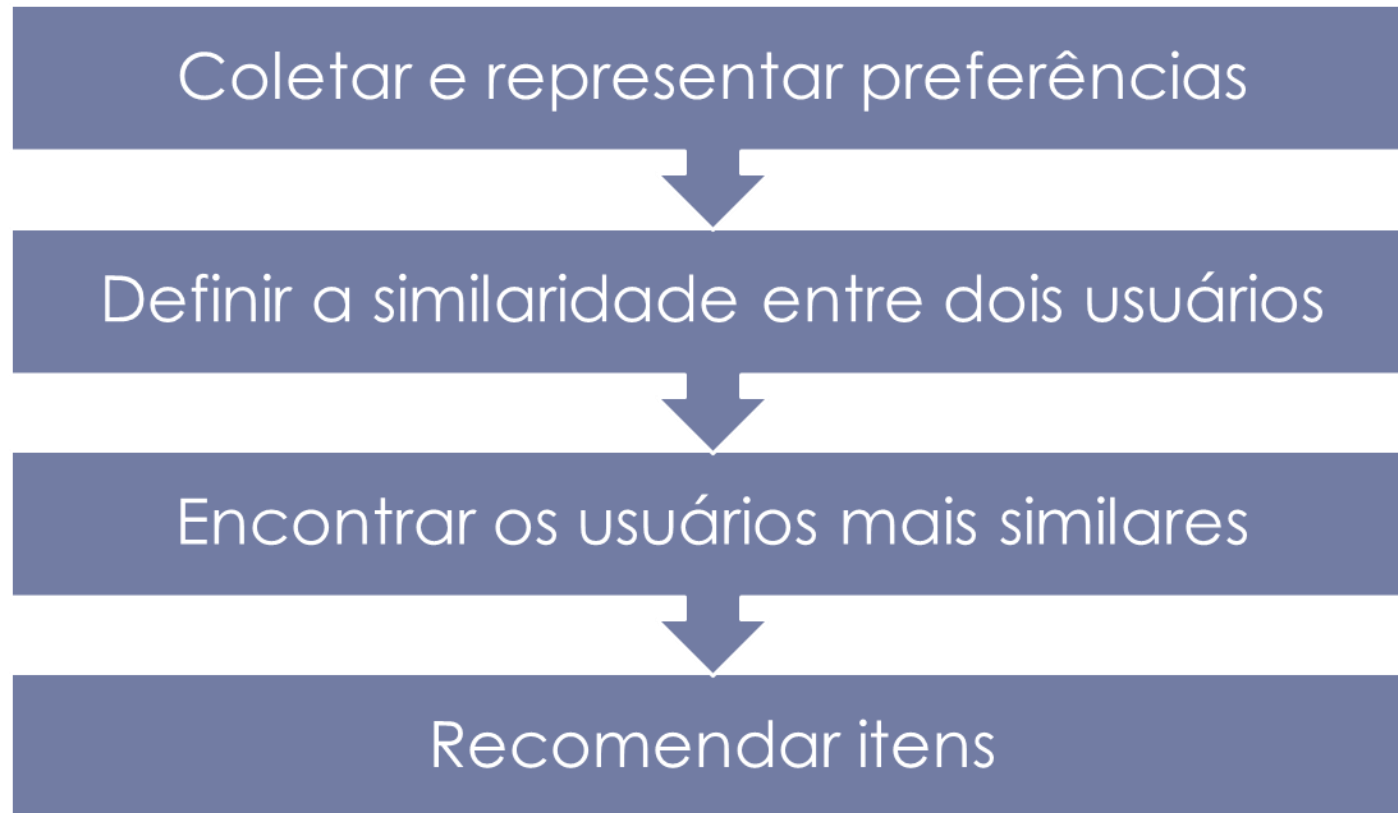 Coletar e representar preferências
Definir a similaridade entre dois usuários
Encontrar os usuários mais similares
Recomendar itens